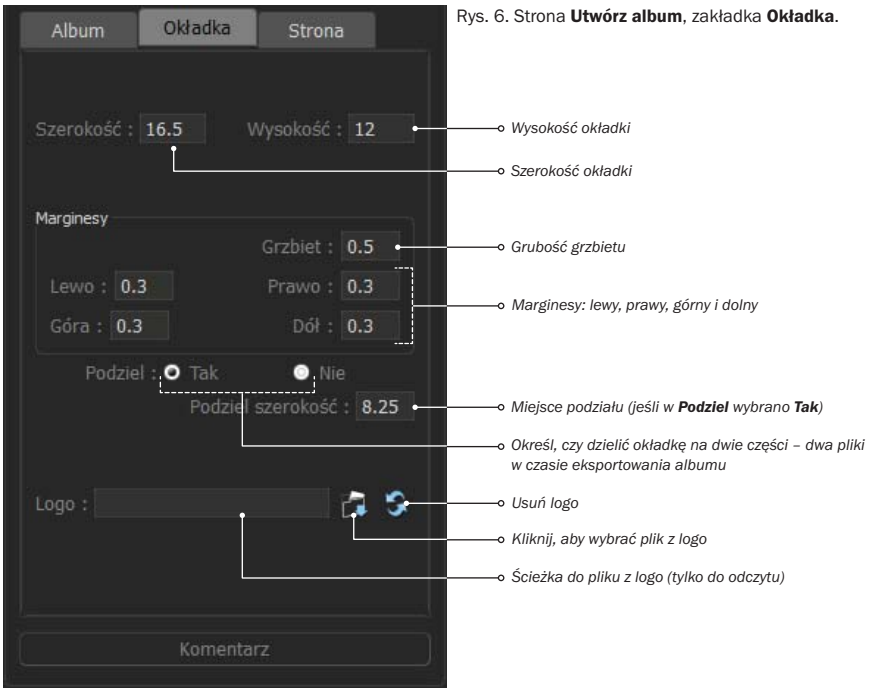 Rys. 6. Strona Utwórz album, zakładka Okładka.
Album Okładka Strona
Szerokość : 16.5 Wysokość : 12
Wysokość okładki
Szerokość okładki
Marginesy
Grzbiet : 0.5
Grubość grzbietu
Lewo : 0.3 Prawo : 0.3
Marginesy: lewy, prawy, górny i dolny
Góra : 0.3 Dół : 0.3
Podziel : Tak Nie
Podziel szerokość : 8.25
Miejsce podziału (jeśli w Podziel wybrano Tak)
Określ, czy dzielić okładkę na dwie części – dwa pliki
w czasie eksportowania albumu
Logo :
Usuń logo
Kliknij, aby wybrać plik z logo
Ścieżka do pliku z logo (tylko do odczytu)
Komentarz